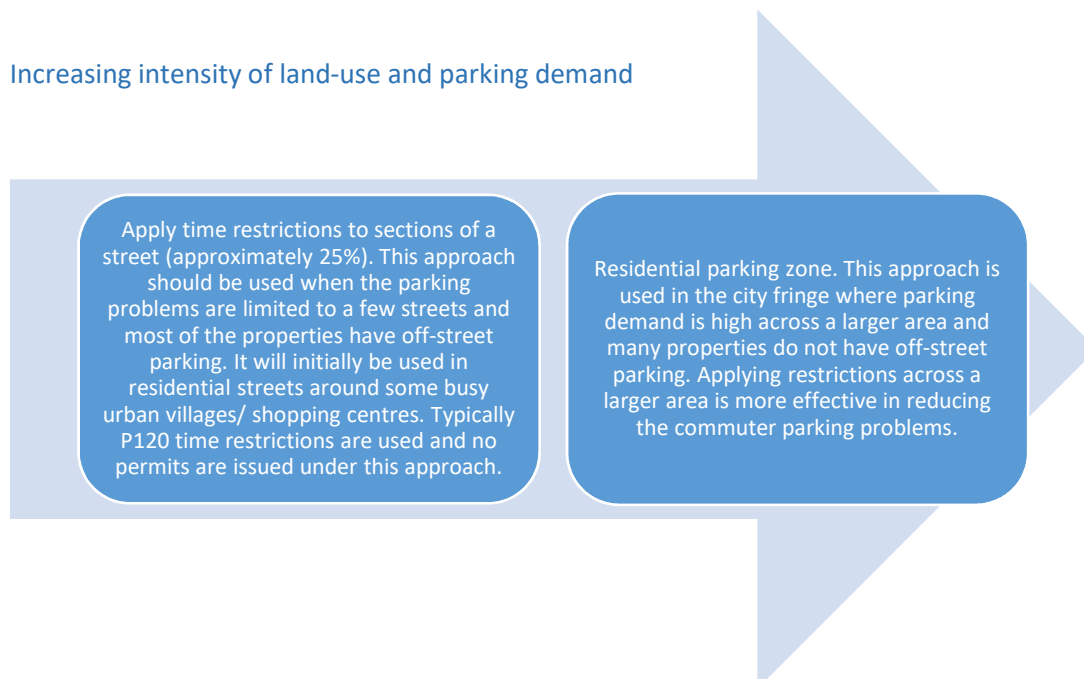 Increasing intensity of land-use and parking demand
Apply time restrictions to sections of a
street (approximately 25%). This approach
should be used when the parking
problems are limited to a few streets and
most of the properties have off-street
parking. It will initially be used in
residential streets around some busy
urban villages/ shopping centres. Typically
P120 time restrictions are used and no
permits are issued under this approach.
Residential parking zone. This approach is
used in the city fringe where parking
demand is high across a larger area and
many properties do not have off-street
parking. Applying restrictions across a
larger area is more effective in reducing
the commuter parking problems.